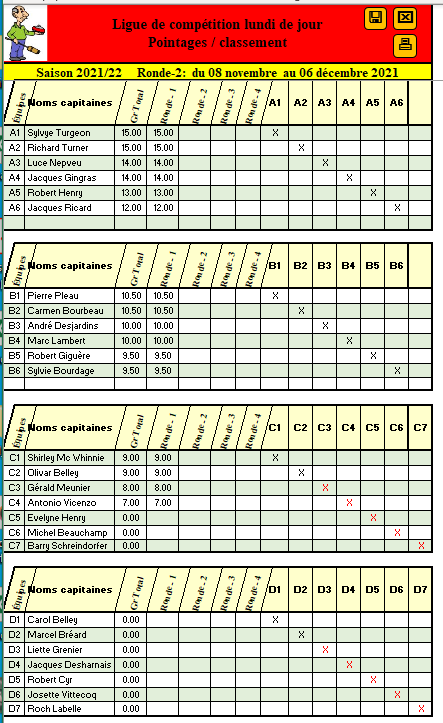 Ligue de compétition lundi de jour
Pointages / classement
Saison 2021/22 Ronde-2: du 08 novembre au 06 décembre 2021
Équipes Noms capitaines Gr Total Ronde - 1 Ronde - 2 Ronde - 3 Ronde - 4 A1 A2 A3 A4 A5 A6
A1 Sylvye Turgeon 15.00 15.00 X
A2 Richard Turner 15.00 15.00 X
A3 Luce Nepveu 14.00 14.00 X
A4 Jacques Gingras 14.00 14.00 X
A5 Robert Henry 13.00 13.00 X
A6 Jacques Ricard 12.00 12.00 X
Équipes Noms capitaines Gr Total Ronde - 1 Ronde - 2 Ronde - 3 Ronde - 4 B1 B2 B3 B4 B5 B6
B1 Pierre Pleau 10.50 10.50 X
B2 Carmen Bourbeau 10.50 10.50 X
B3 André Desjardins 10.00 10.00 X
B4 Marc Lambert 10.00 10.00 X
B5 Robert Giguère 9.50 9.50 X
B6 Sylvie Bourdage 9.50 9.50 X
Équipes Noms capitaines Gr Total Ronde - 1 Ronde - 2 Ronde - 3 Ronde - 4 C1 C2 C3 C4 C5 C6 C7
C1 Shirley Mc Whinnie 9.00 9.00 X
C2 Olivar Belley 9.00 9.00 X
C3 Gérald Meunier 8.00 8.00 X
C4 Antonio Vicenzo 7.00 7.00 X
C5 Evelyne Henry 0.00 X
C6 Michel Beauchamp 0.00 X
C7 Barry Schreindorfer 0.00 X
Équipes Noms capitaines Gr Total Ronde - 1 Ronde - 2 Ronde - 3 Ronde - 4 D1 D2 D3 D4 D5 D6 D7
D1 Carol Belley 0.00 X
D2 Marcel Bréard 0.00 X
D3 Liette Grenier 0.00 X
D4 Jacques Desharnais 0.00 X
D5 Robert Cyr 0.00 X
D6 Josette Vittecoq 0.00 X
D7 Roch Labelle 0.00 X